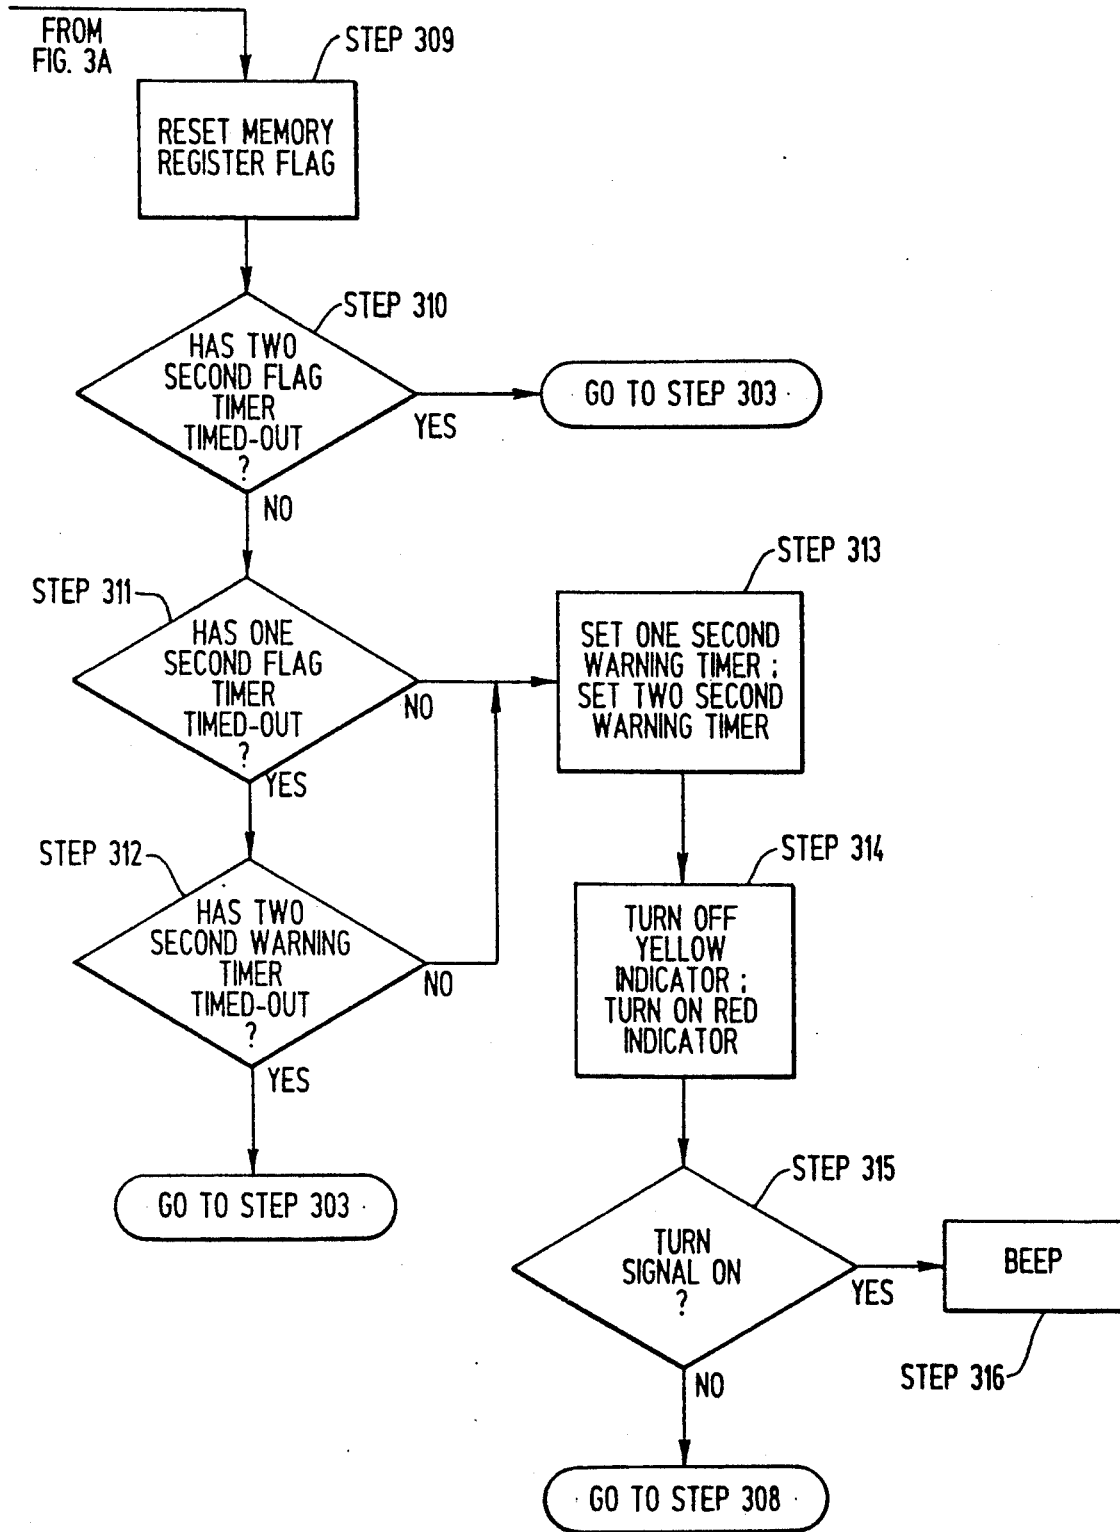 FROM
FIG. 3A
STEP 309
RESET MEMORY
REGISTER FLAG
STEP 310
HAS TWO
SECOND FLAG
TIMER
TIMED-OUT
?
YES
GO TO STEP 303
NO
STEP 311
HAS ONE
SECOND FLAG
TIMER
TIMED-OUT
?
NO
YES
STEP 313
SET ONE SECOND
WARNING TIMER ;
SET TWO SECOND
WARNING TIMER
STEP 312
HAS TWO
SECOND WARNING
TIMER
TIMED-OUT
?
NO
YES
GO TO STEP 303
STEP 314
TURN OFF
YELLOW
INDICATOR ;
TURN ON RED
INDICATOR
STEP 315
TURN
SIGNAL ON
?
YES
BEEP
STEP 316
NO
GO TO STEP 308